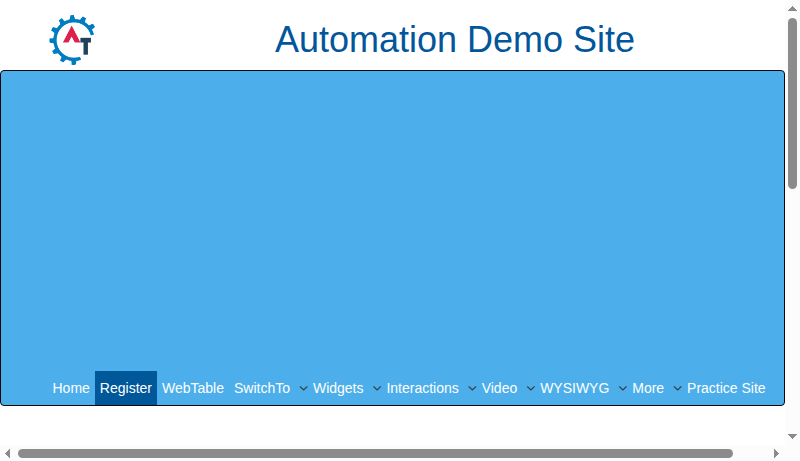 AT
Automation Demo Site
Home Register WebTable SwitchTo Widgets Interactions Video WYSIWYG More Practice Site